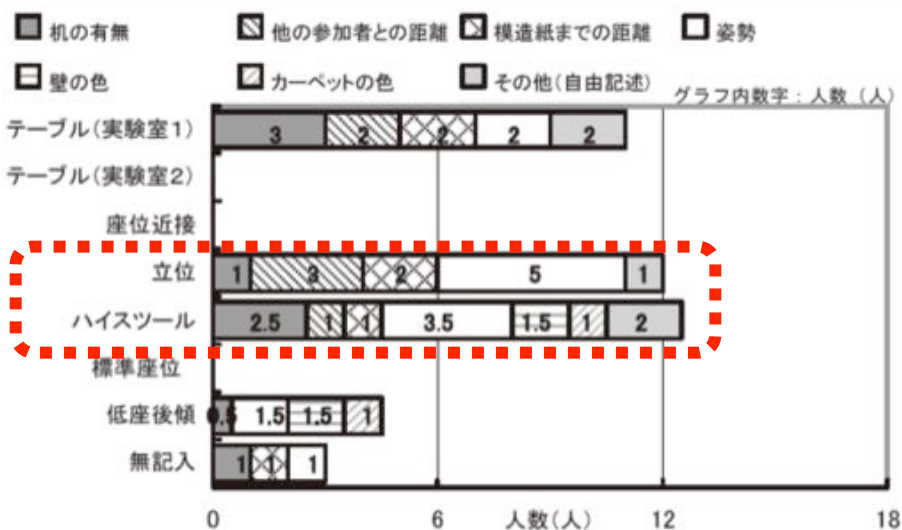 机の有無 他の参加者との距離 模造紙までの距離 姿勢
壁の色 カーペットの色 その他(自由記述)
グラフ内数字：人数（人）
テーブル(実験室1) 3 2 2 2 2
テーブル(実験室2)
座位近接
立位 1 3 2 5 1
ハイスツール 2.5 1 1 3.5 1.5 1 2
標準座位
低座後傾 0.5 1.5 1.5 1
無記入 1 1 1
0 6 人数(人) 12 18